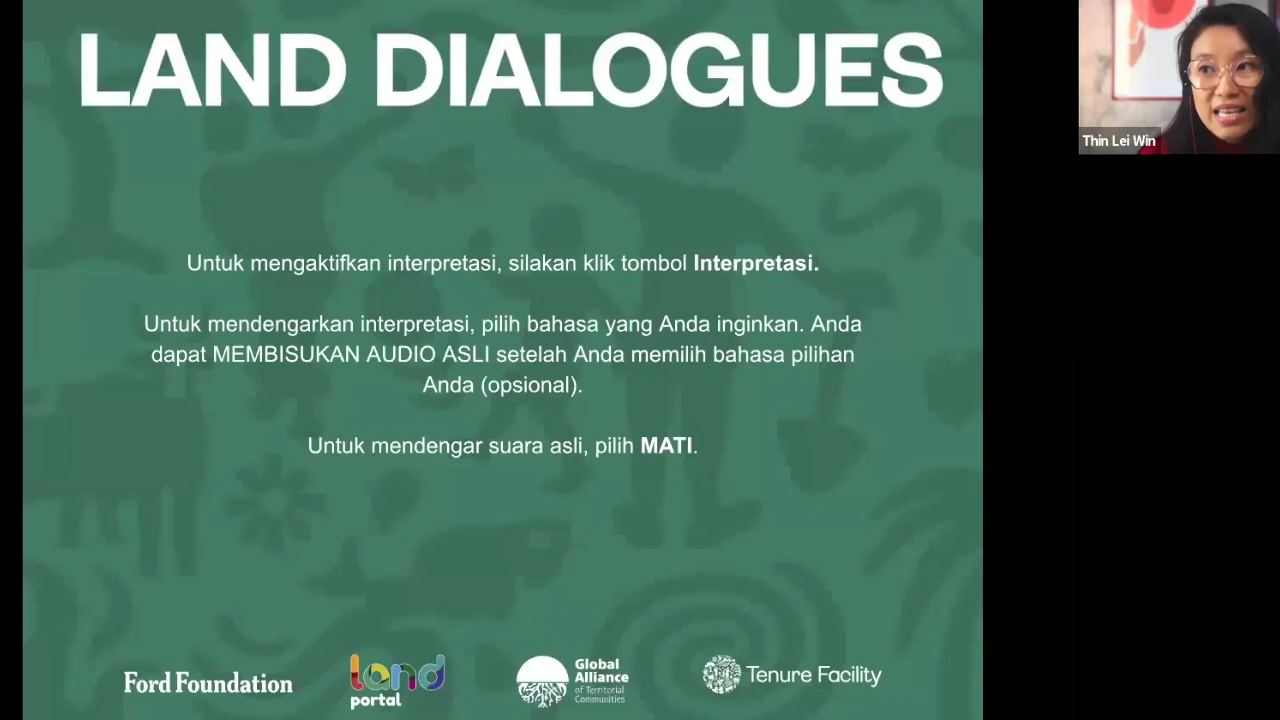 LAND DIALOGUES
Thin Lei Win
Untuk mengaktifkan interpretasi, silakan klik tombol Interpretasi.
Untuk mendengarkan interpretasi, pilih bahasa yang Anda inginkan. Anda
dapat MEMBISUKAN AUDIO ASLI setelah Anda memilih bahasa pilihan
Anda (opsional).
Untuk mendengar suara asli, pilih MATI.
Ford Foundation
land
portal
Global
Alliance
of Territorial
Communities
Tenure Facility